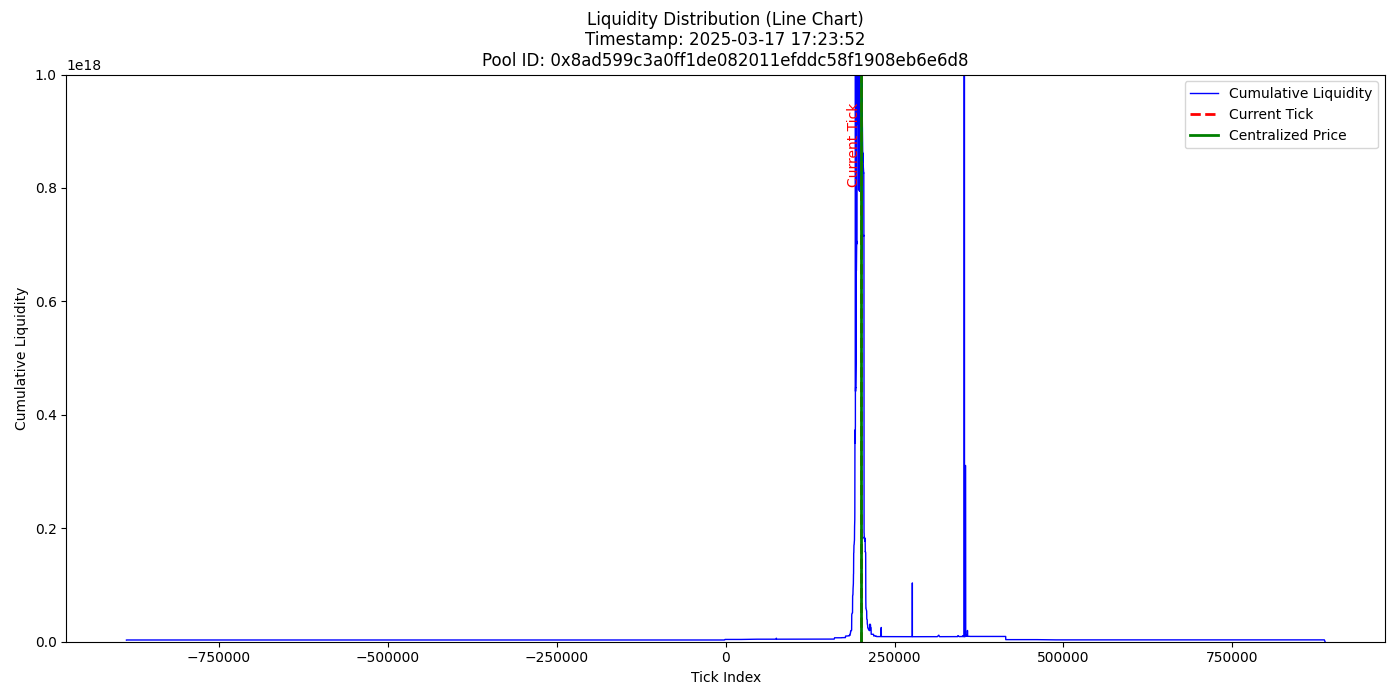 Liquidity Distribution (Line Chart)
Timestamp: 2025-03-17 17:23:52
Pool ID: 0x8ad599c3a0ff1de082011efddc58f1908eb6e6d8
1e18
1.0
0.8
0.6
0.4
0.2
0.0
Cumulative Liquidity
Current Tick
Cumulative Liquidity
Current Tick
Centralized Price
−750000
−500000
−250000
0
250000
500000
750000
Tick Index